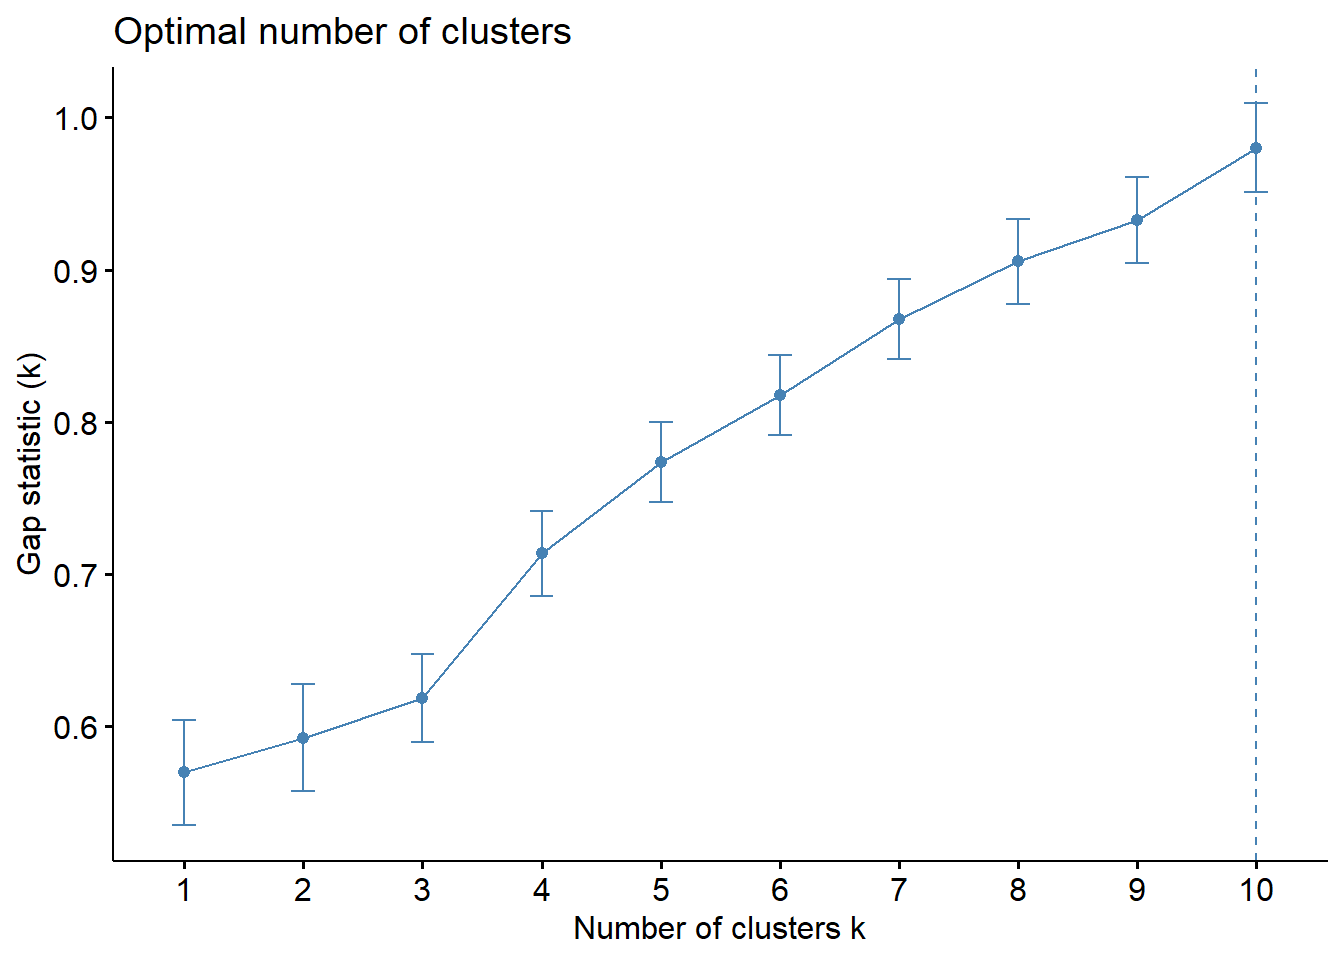 Optimal number of clusters
1.0
0.9
0.8
0.7
0.6
Gap statistic (k)
1 2 3 4 5 6 7 8 9 10
Number of clusters k